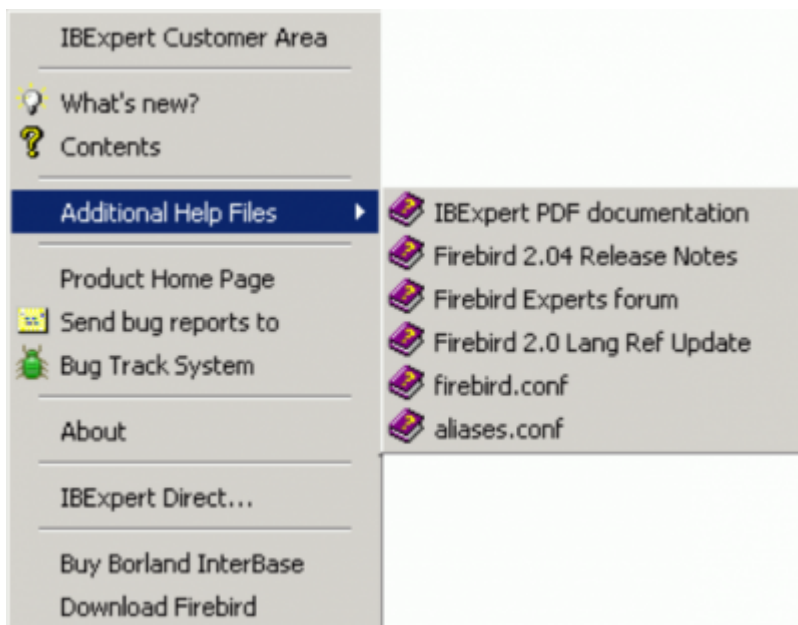 IBExpert Customer Area
What's new?
Contents
Additional Help Files
IBExpert PDF documentation
Firebird 2.04 Release Notes
Firebird Experts forum
Firebird 2.0 Lang Ref Update
firebird.conf
aliases.conf
Product Home Page
Send bug reports to
Bug Track System
About
IBExpert Direct...
Buy Borland InterBase
Download Firebird